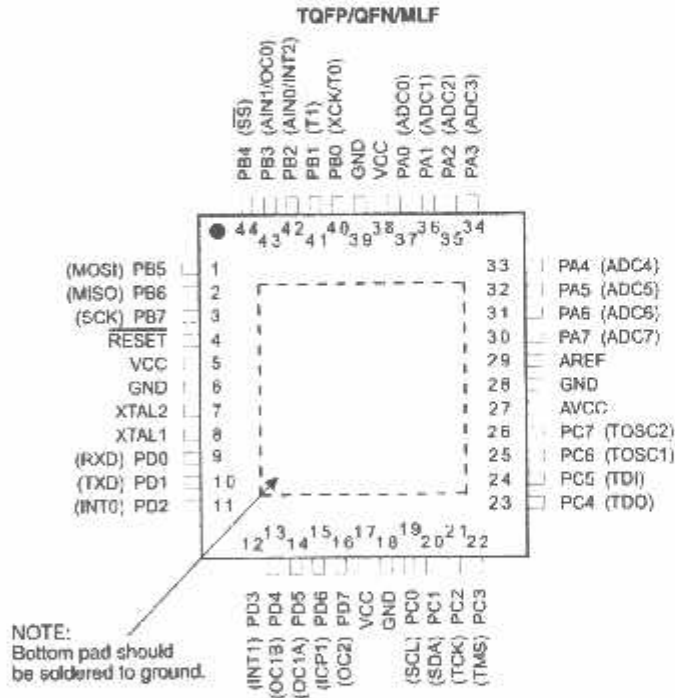 TQFP/QFN/MLF
PB4 (SS)
PB3 (AIN1/OC0)
PB2 (AIN0/INT2)
PB1 (T1)
PB0 (XCK/T0)
GND
VCC
PA0 (ADC0)
PA1 (ADC1)
PA2 (ADC2)
PA3 (ADC3)
44 43 42 41 40 39 38 37 36 35 34
(MOSI) PB5 1
(MISO) PB6 2
(SCK) PB7 3
RESET 4
VCC 5
GND 6
XTAL2 7
XTAL1 8
(RXD) PD0 9
(TXD) PD1 10
(INT0) PD2 11
33 PA4 (ADC4)
32 PA5 (ADC5)
31 PA6 (ADC6)
30 PA7 (ADC7)
29 AREF
28 GND
27 AVCC
26 PC7 (TOSC2)
25 PC6 (TOSC1)
24 PC5 (TDI)
23 PC4 (TDO)
12 13 14 15 16 17 18 19 20 21 22
(INT1) PD3
(OC1B) PD4
(OC1A) PD5
(ICP1) PD6
(OC2) PD7
VCC
GND
(SCL) PC0
(SDA) PC1
(TCK) PC2
(TMS) PC3
NOTE:
Bottom pad should
be soldered to ground.